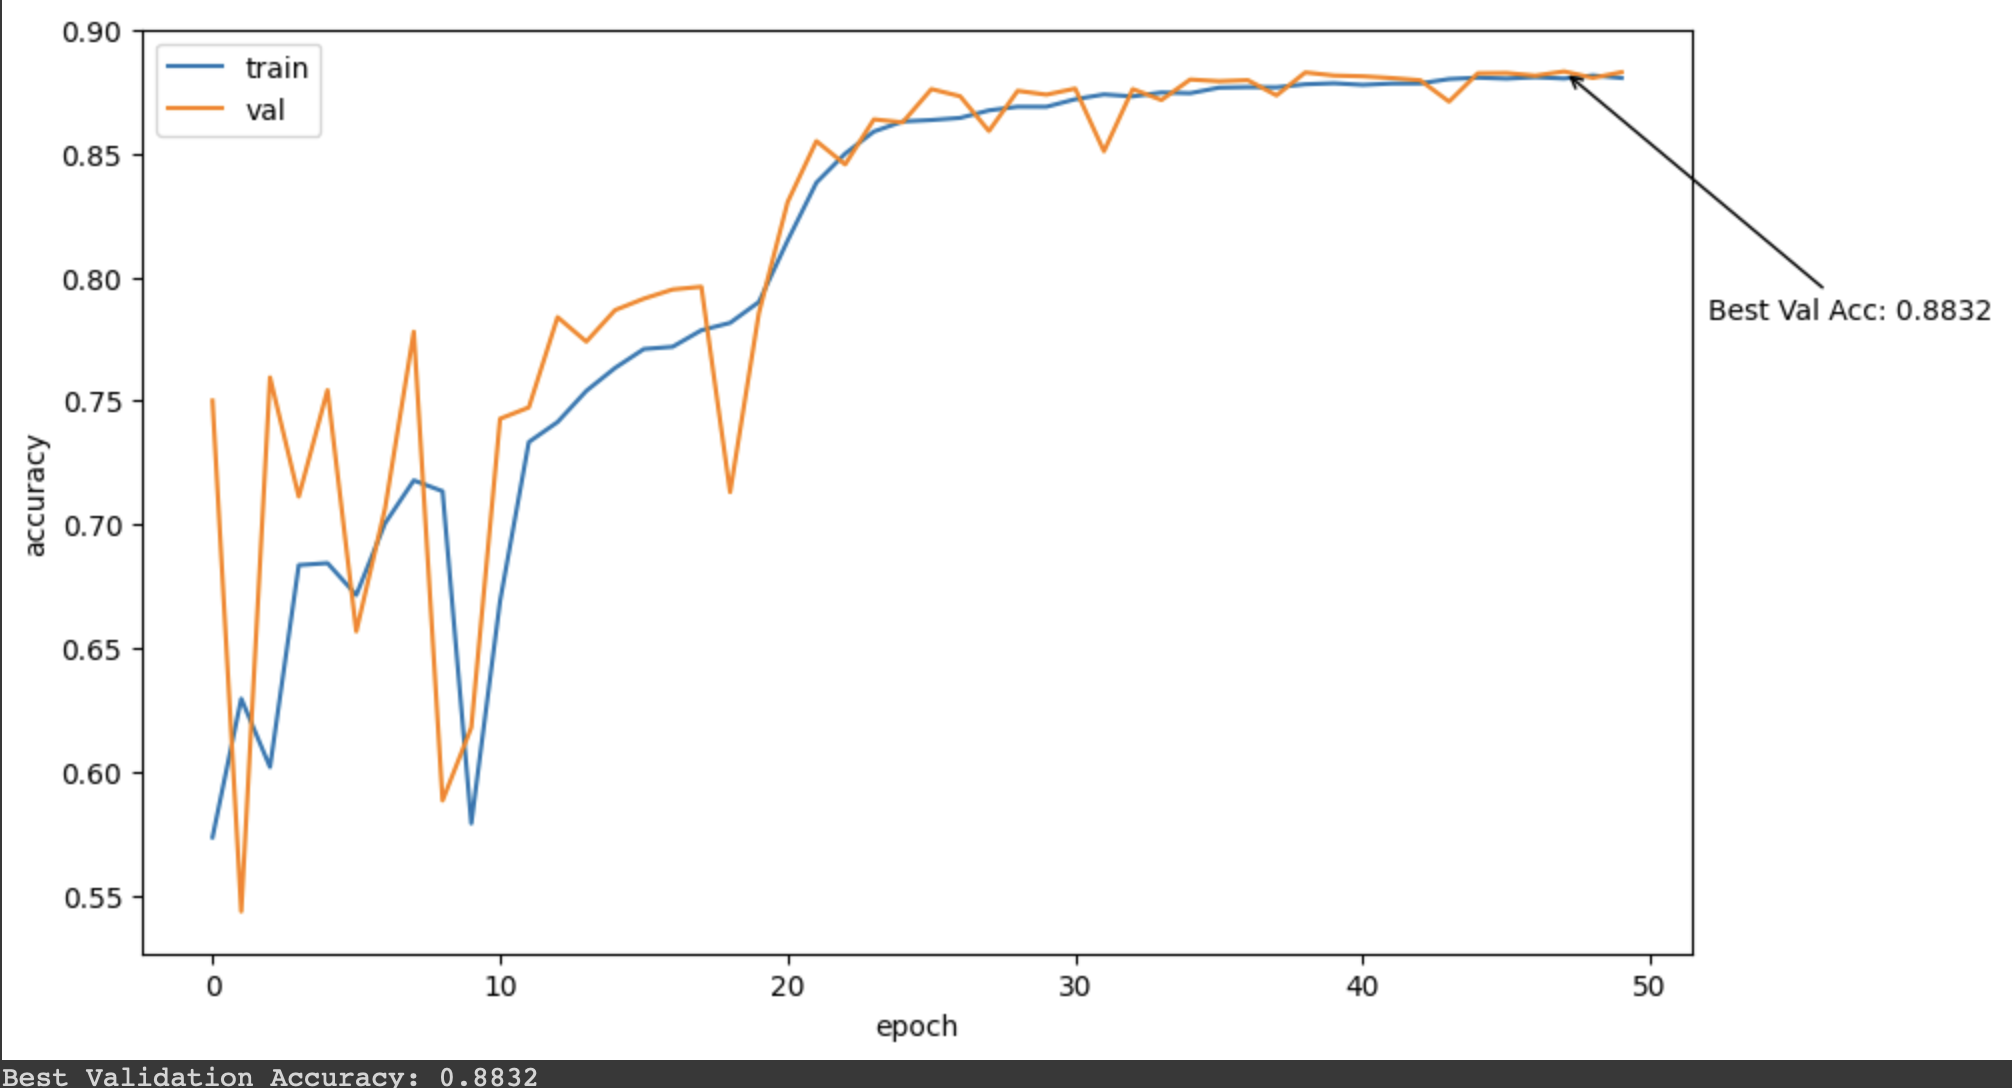 0.90
train
val
0.85
0.80
Best Val Acc: 0.8832
0.75
0.70
accuracy
0.65
0.60
0.55
0 10 20 30 40 50
epoch
Best Validation Accuracy: 0.8832